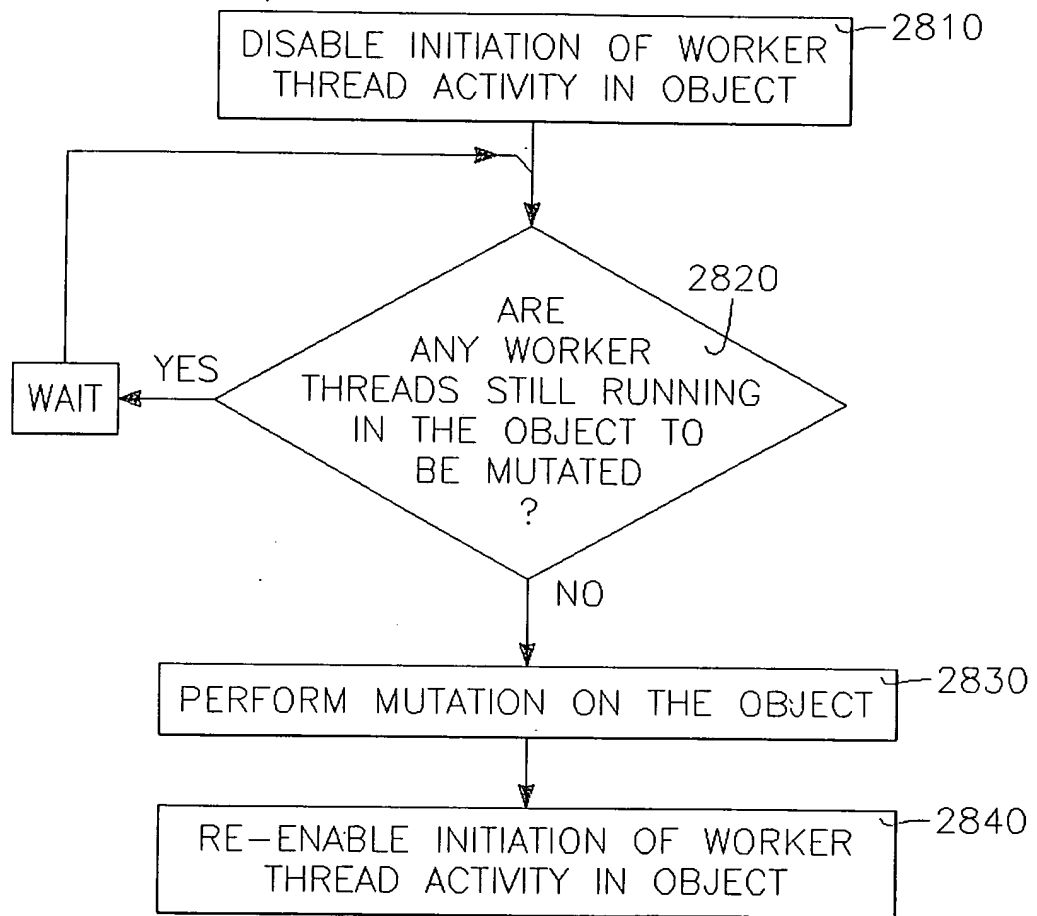 2810
DISABLE INITIATION OF WORKER
THREAD ACTIVITY IN OBJECT
2820
ARE
ANY WORKER
THREADS STILL RUNNING
IN THE OBJECT TO
BE MUTATED
?
YES
WAIT
NO
2830
PERFORM MUTATION ON THE OBJECT
2840
RE-ENABLE INITIATION OF WORKER
THREAD ACTIVITY IN OBJECT